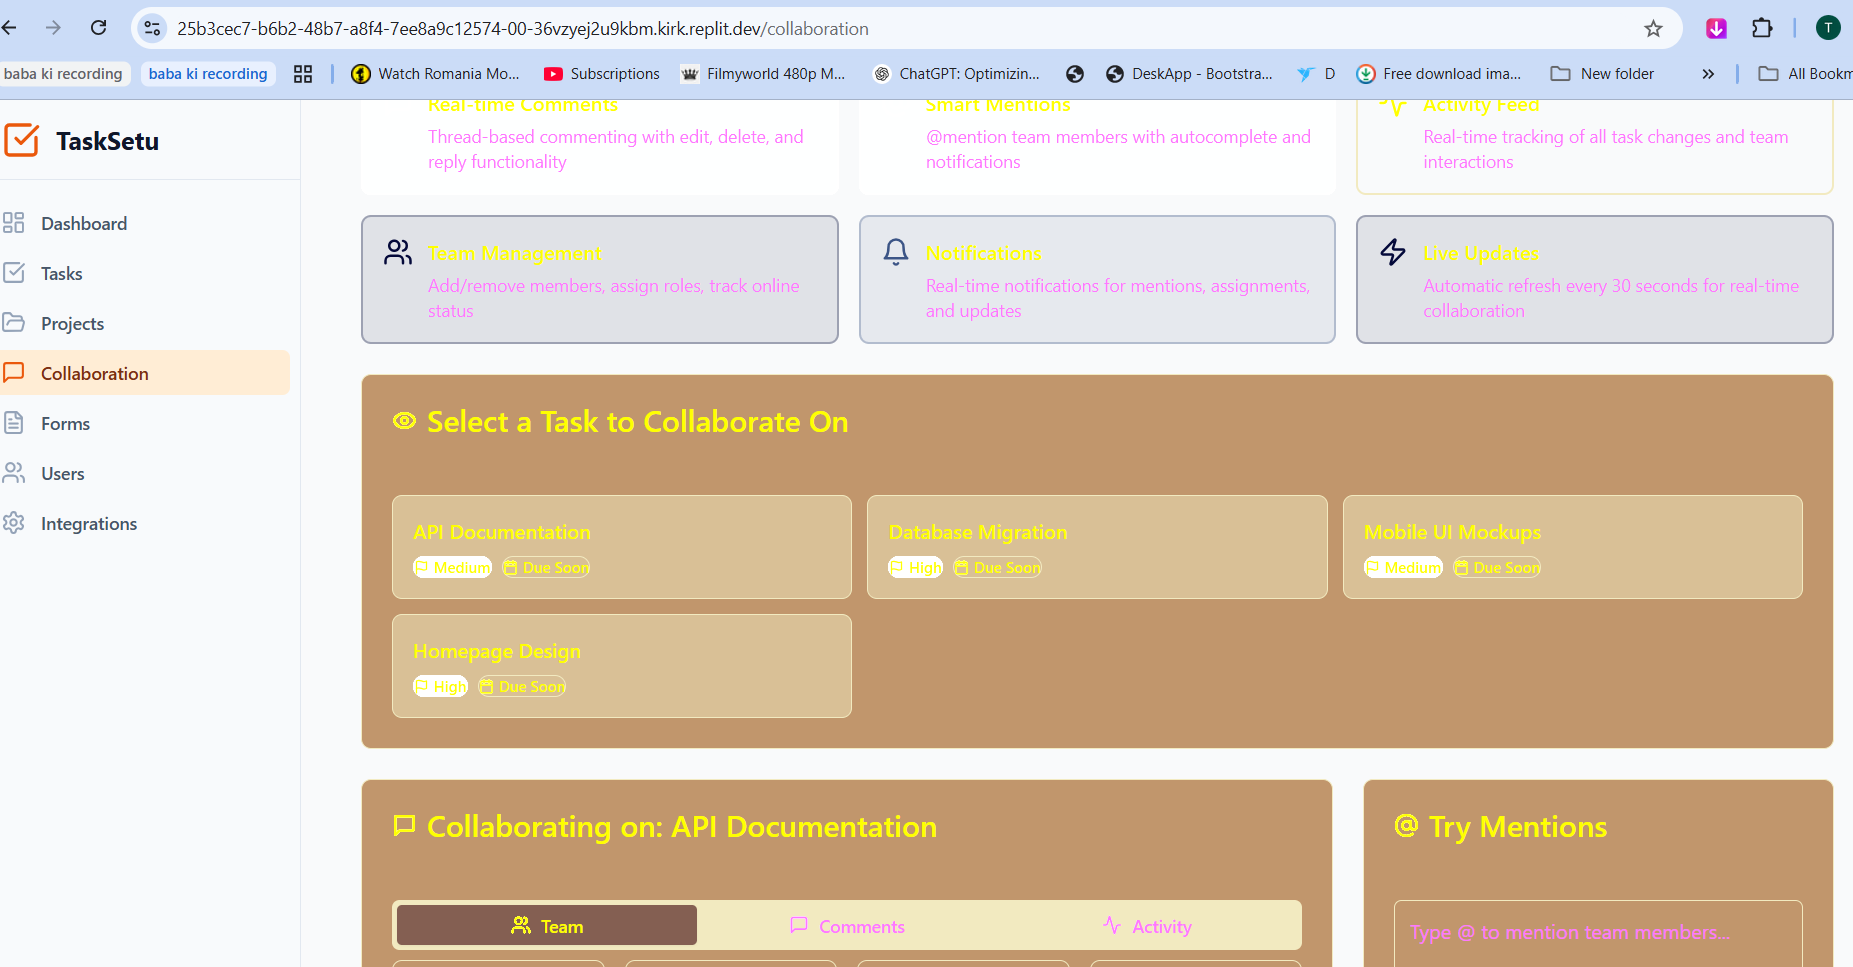 25b3cec7-b6b2-48b7-a8f4-7ee8a9c12574-00-36vzyej2u9kbm.kirk.replit.dev/collaboration
T
baba ki recording
baba ki recording
Watch Romania Mo...
Subscriptions
Filmyworld 480p M...
ChatGPT: Optimizin...
DeskApp - Bootstra...
D
Free download ima...
New folder
»
All Bookm
TaskSetu
Dashboard
Tasks
Projects
Collaboration
Forms
Users
Integrations
Real-time Comments
Thread-based commenting with edit, delete, and
reply functionality
Smart Mentions
@mention team members with autocomplete and
notifications
Activity Feed
Real-time tracking of all task changes and team
interactions
Team Management
Add/remove members, assign roles, track online
status
Notifications
Real-time notifications for mentions, assignments,
and updates
Live Updates
Automatic refresh every 30 seconds for real-time
collaboration
Select a Task to Collaborate On
API Documentation
Medium Due Soon
Database Migration
High Due Soon
Mobile UI Mockups
Medium Due Soon
Homepage Design
High Due Soon
Collaborating on: API Documentation
Team
Comments
Activity
@ Try Mentions
Type @ to mention team members...